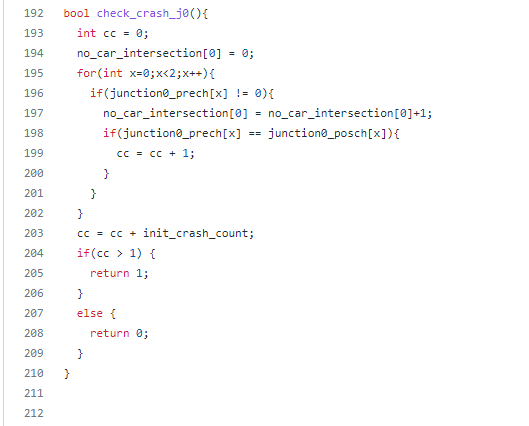 192 bool check_crash_j0(){
193   int cc = 0;
194   no_car_intersection[0] = 0;
195   for(int x=0;x<2;x++){
196     if(junction0_prech[x] != 0){
197       no_car_intersection[0] = no_car_intersection[0]+1;
198       if(junction0_prech[x] == junction0_posch[x]){
199         cc = cc + 1;
200       }
201     }
202   }
203   cc = cc + init_crash_count;
204   if(cc > 1) {
205     return 1;
206   }
207   else {
208     return 0;
209   }
210 }
211
212